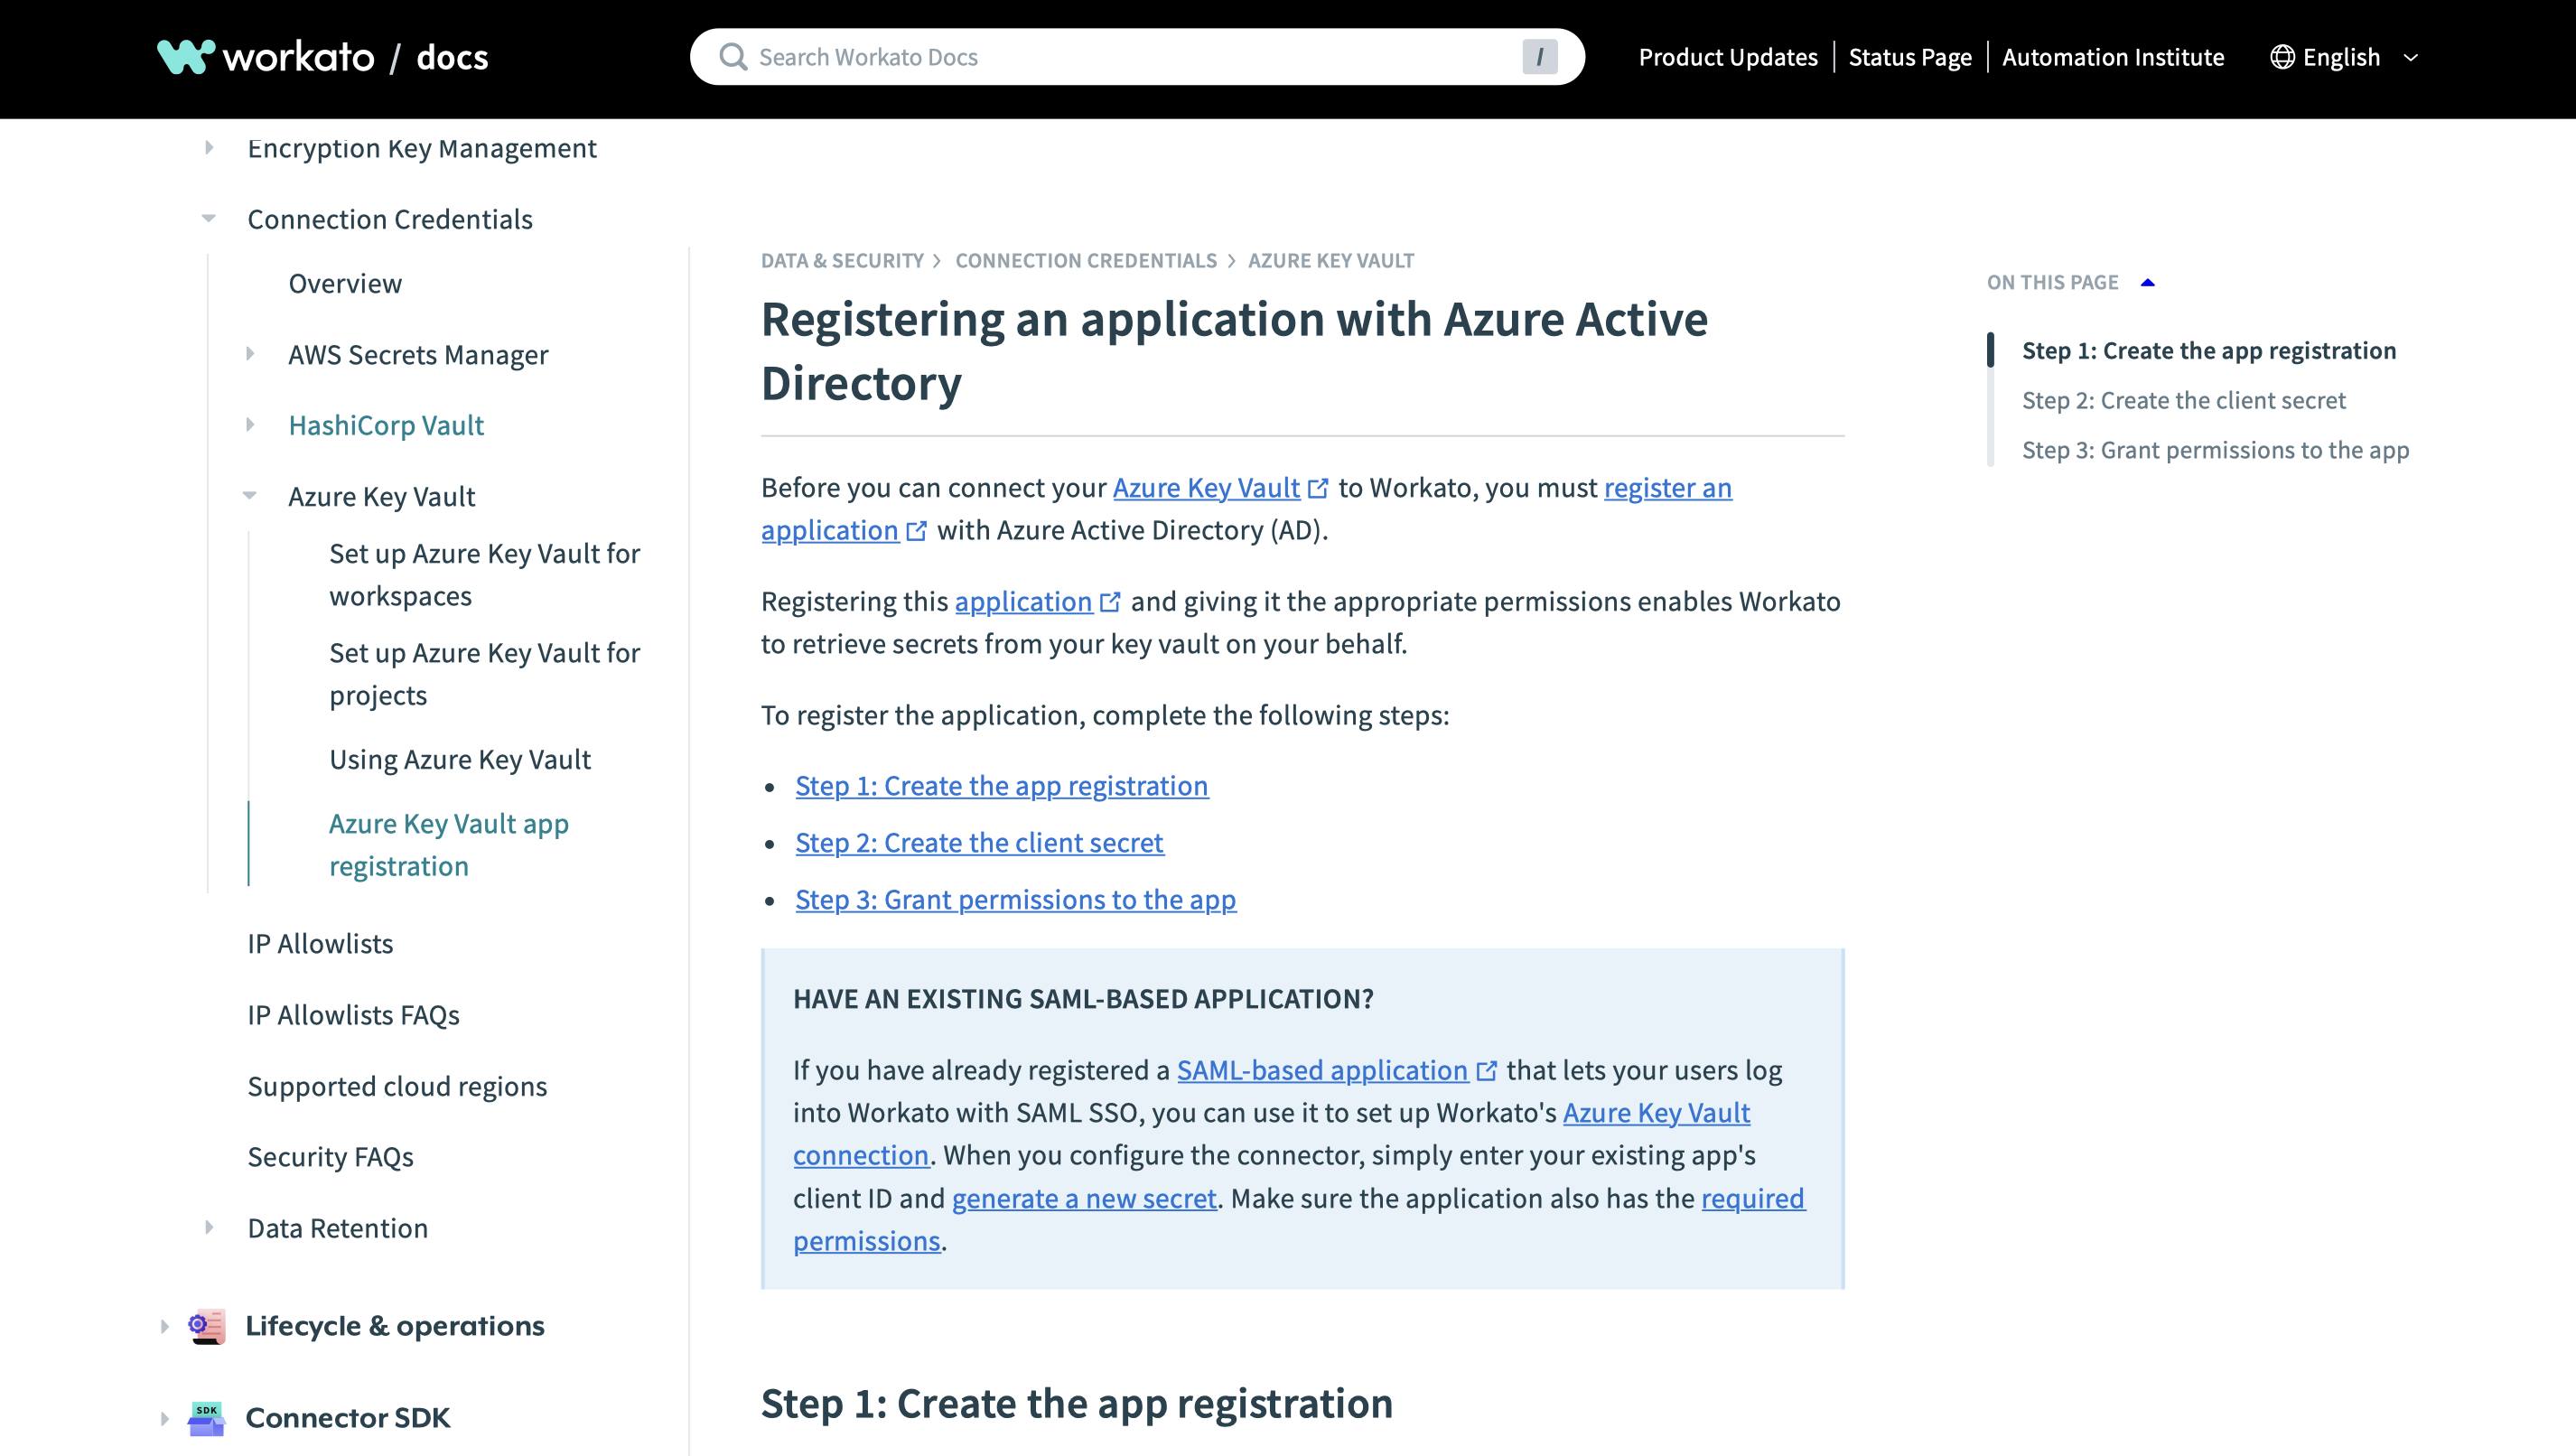 workato / docs
Search Workato Docs
/
Product Updates
Status Page
Automation Institute
English
Encryption Key Management
Connection Credentials
Overview
AWS Secrets Manager
HashiCorp Vault
Azure Key Vault
Set up Azure Key Vault for
workspaces
Set up Azure Key Vault for
projects
Using Azure Key Vault
Azure Key Vault app
registration
IP Allowlists
IP Allowlists FAQs
Supported cloud regions
Security FAQs
Data Retention
Lifecycle & operations
SDK
Connector SDK
DATA & SECURITY > CONNECTION CREDENTIALS > AZURE KEY VAULT
Registering an application with Azure Active
Directory
Before you can connect your Azure Key Vault to Workato, you must register an
application with Azure Active Directory (AD).
Registering this application and giving it the appropriate permissions enables Workato
to retrieve secrets from your key vault on your behalf.
To register the application, complete the following steps:
• Step 1: Create the app registration
• Step 2: Create the client secret
• Step 3: Grant permissions to the app
HAVE AN EXISTING SAML-BASED APPLICATION?
If you have already registered a SAML-based application that lets your users log
into Workato with SAML SSO, you can use it to set up Workato's Azure Key Vault
connection. When you configure the connector, simply enter your existing app's
client ID and generate a new secret. Make sure the application also has the required
permissions.
Step 1: Create the app registration
ON THIS PAGE
Step 1: Create the app registration
Step 2: Create the client secret
Step 3: Grant permissions to the app